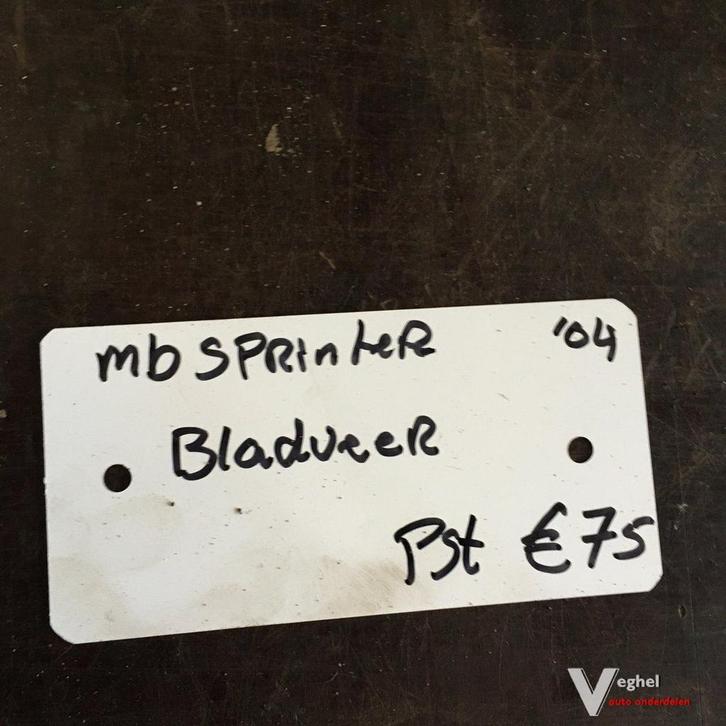 mb SPRinteR '04
BladveeR
Pst €75
Veghel
auto onderdelen